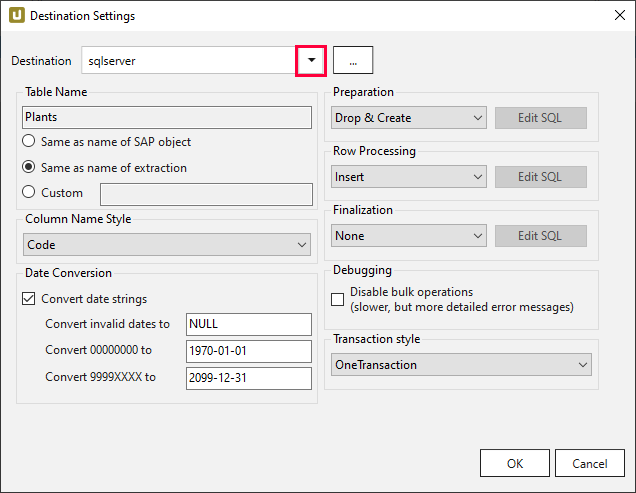 Destination Settings
Destination
sqlserver
...
Table Name
Plants
Same as name of SAP object
Same as name of extraction
Custom
Column Name Style
Code
Date Conversion
Convert date strings
Convert invalid dates to
NULL
Convert 00000000 to
1970-01-01
Convert 9999XXXX to
2099-12-31
Preparation
Drop & Create
Edit SQL
Row Processing
Insert
Edit SQL
Finalization
None
Edit SQL
Debugging
Disable bulk operations
(slower, but more detailed error messages)
Transaction style
OneTransaction
OK
Cancel